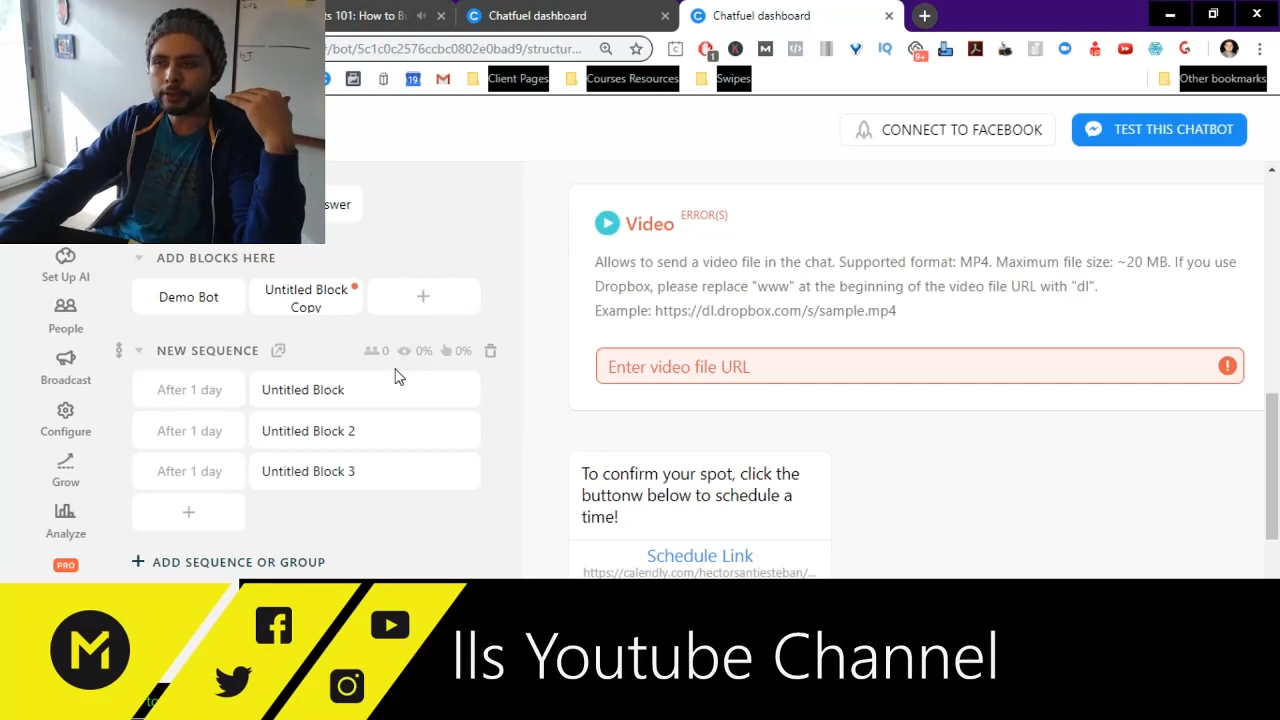 ts 101: How to Bu
Chatfuel dashboard
Chatfuel dashboard
#/bot/5c1c0c2576ccbc0802e0bad9/structur...
Client Pages
Courses Resources
Swipes
Other bookmarks
CONNECT TO FACEBOOK
TEST THIS CHATBOT
swer
ADD BLOCKS HERE
Demo Bot
Untitled Block
Copy
NEW SEQUENCE
0
0%
0%
After 1 day
Untitled Block
After 1 day
Untitled Block 2
After 1 day
Untitled Block 3
ADD SEQUENCE OR GROUP
Set Up AI
People
Broadcast
Configure
Grow
Analyze
PRO
Video ERROR(S)
Allows to send a video file in the chat. Supported format: MP4. Maximum file size: ~20 MB. If you use
Dropbox, please replace "www" at the beginning of the video file URL with "dl".
Example: https://dl.dropbox.com/s/sample.mp4
Enter video file URL
To confirm your spot, click the
buttonw below to schedule a
time!
Schedule Link
https://calendly.com/hectorsantiesteban/...
M
lls Youtube Channel